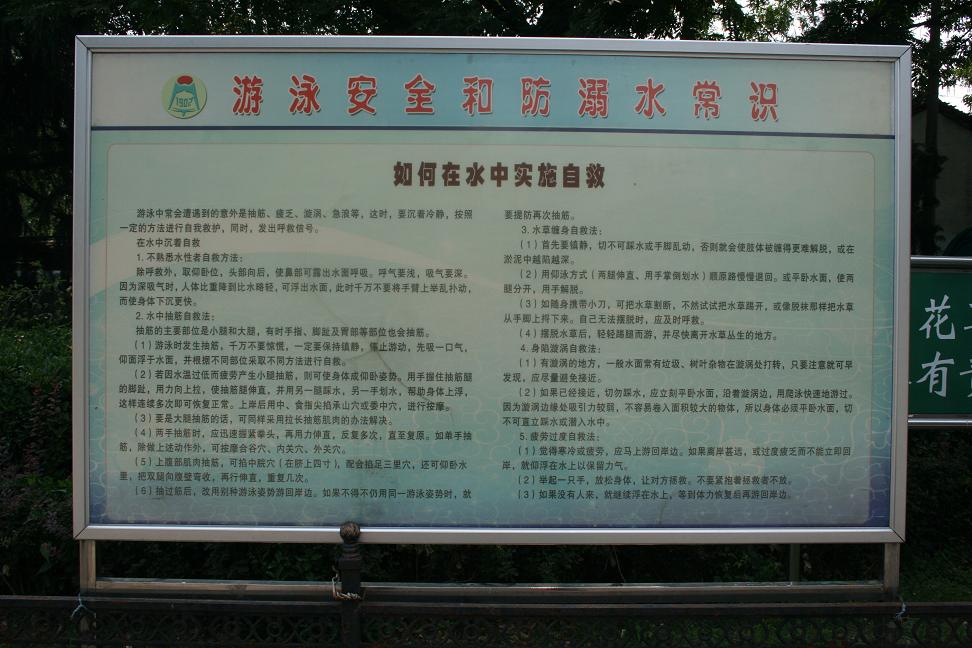 1907
游泳安全和防溺水常识
如何在水中实施自救
游泳中常会遭遇到的意外是抽筋、疲乏、漩涡、急浪等，这时，要沉着冷静，按照
一定的方法进行自我救护，同时，发出呼救信号。
在水中沉着自救
1.不熟悉水性者自救方法：
除呼救外，取仰卧位，头部向后，使鼻部可露出水面呼吸。呼气要浅，吸气要深。
因为深吸气时，人体比重降到比水略轻，可浮出水面，此时千万不要将手臂上举乱扑动，
而使身体下沉更快。
2.水中抽筋自救法：
抽筋的主要部位是小腿和大腿，有时手指、脚趾及胃部等部位也会抽筋。
（1）游泳时发生抽筋，千万不要惊慌，一定要保持镇静，停止游动，先吸一口气，
仰面浮于水面，并根据不同部位采取不同方法进行自救。
（2）若因水温过低而疲劳产生小腿抽筋，则可使身体成仰卧姿势。用手握住抽筋腿
的脚趾，用力向上拉，使抽筋腿伸直，并用另一腿踩水，另一手划水，帮助身体上浮，
这样连续多次即可恢复正常。上岸后用中、食指尖掐承山穴或委中穴，进行按摩。
（3）要是大腿抽筋的话，可同样采用拉长抽筋肌肉的办法解决。
（4）两手抽筋时，应迅速握紧拳头，再用力伸直，反复多次，直至复原。如单手抽
筋，除做上述动作外，可按摩合谷穴、内关穴、外关穴。
（5）上腹部肌肉抽筋，可掐中脘穴（在脐上四寸），配合掐足三里穴，还可仰卧水
里，把双腿向腹壁弯收，再行伸直，重复几次。
（6）抽过筋后，改用别种游泳姿势游回岸边。如果不得不仍用同一游泳姿势时，就
要提防再次抽筋。
3.水草缠身自救法：
（1）首先要镇静，切不可踩水或手脚乱动，否则就会使肢体被缠得更难解脱，或在
淤泥中越陷越深。
（2）用仰泳方式（两腿伸直、用手掌倒划水）顺原路慢慢退回。或平卧水面，使两
腿分开，用手解脱。
（3）如随身携带小刀，可把水草割断，不然试试把水草踢开，或像脱袜那样把水草
从手脚上捋下来。自己无法摆脱时，应及时呼救。
（4）摆脱水草后，轻轻踢腿而游，并尽快离开水草丛生的地方。
4.身陷漩涡自救法：
（1）有漩涡的地方，一般水面常有垃圾、树叶杂物在漩涡处打转，只要注意就可早
发现，应尽量避免接近。
（2）如果已经接近，切勿踩水，应立刻平卧水面，沿着漩涡边，用爬泳快速地游过。
因为漩涡边缘处吸引力较弱，不容易卷入面积较大的物体，所以身体必须平卧水面，切
不可直立踩水或潜入水中。
5.疲劳过度自救法：
（1）觉得寒冷或疲劳，应马上游回岸边。如果离岸甚远，或过度疲乏而不能立即回
岸，就仰浮在水上以保留力气。
（2）举起一只手，放松身体，让对方拯救。不要紧抱着拯救者不放。
（3）如果没有人来，就继续浮在水上，等到体力恢复后再游回岸边。
花
有